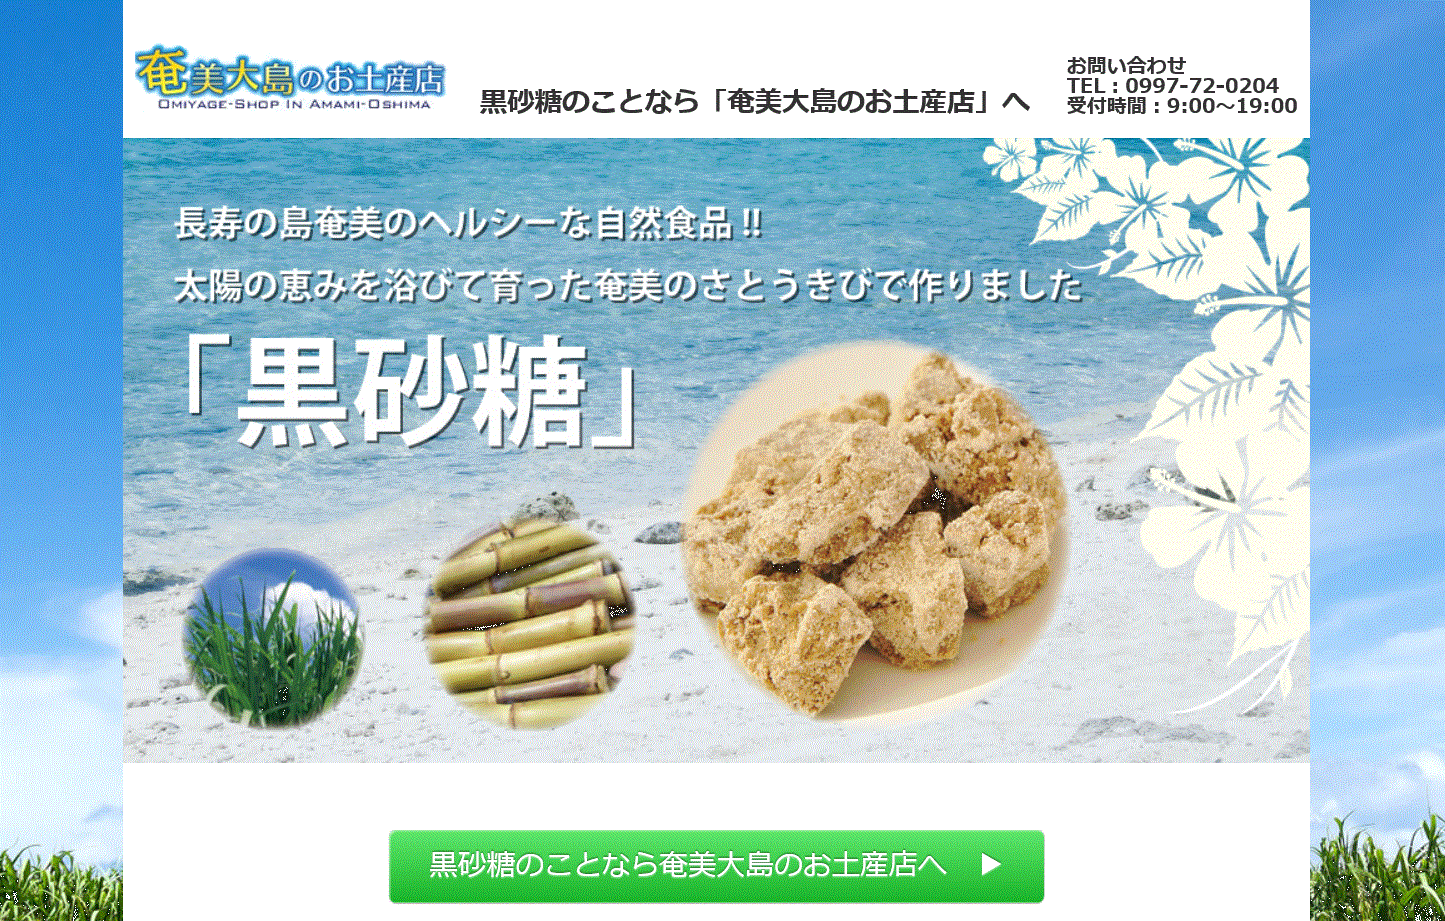 奄美大島のお土産店
OMIYAGE-SHOP IN AMAMI-OSHIMA
黒砂糖のことなら「奄美大島のお土産店」へ
お問い合わせ
TEL：0997-72-0204
受付時間：9:00～19:00
長寿の島奄美のヘルシーな自然食品!!
太陽の恵みを浴びて育った奄美のさとうきびで作りました
「黒砂糖」
黒砂糖のことなら奄美大島のお土産店へ ▶